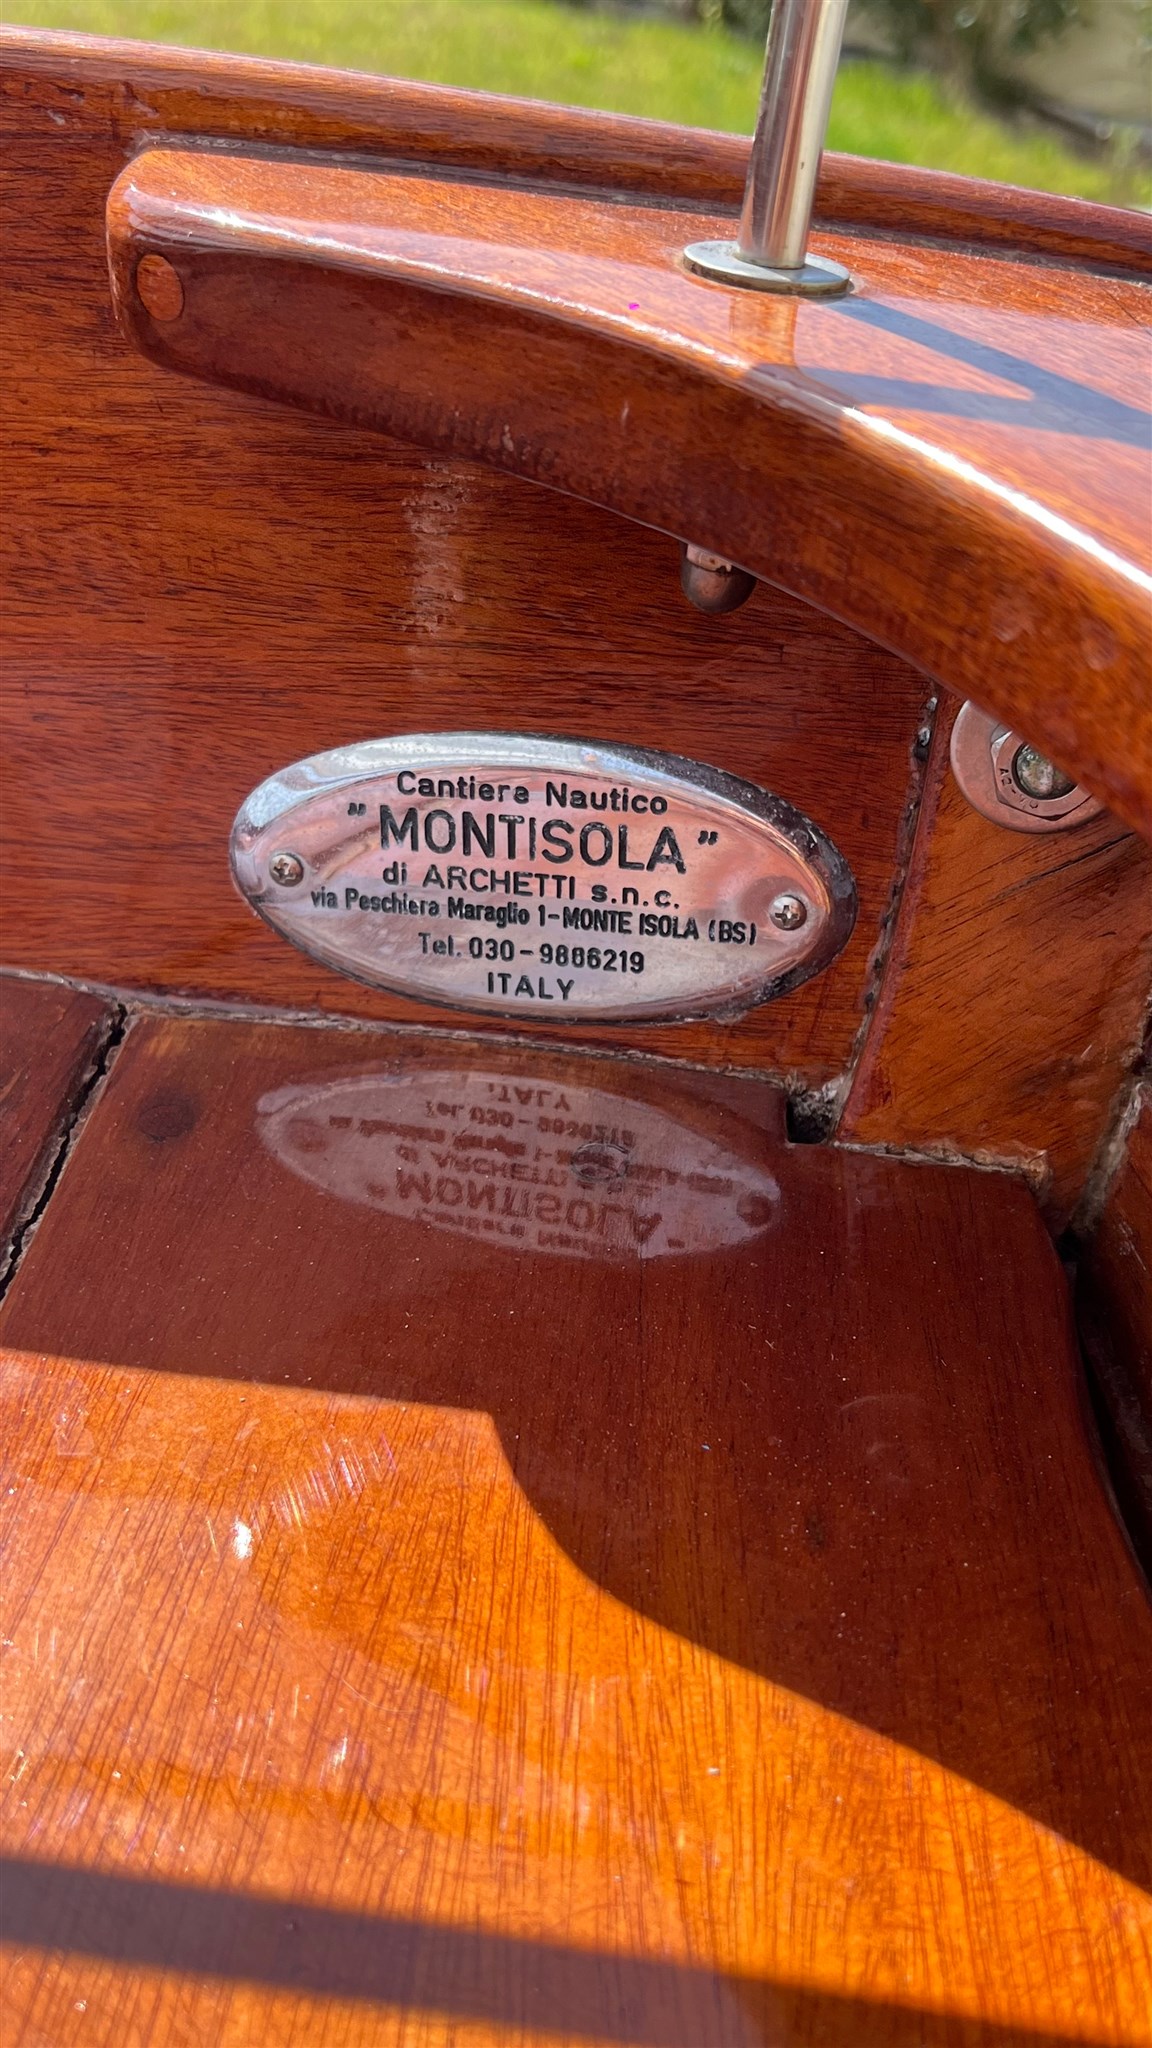 Cantiere Nautico
"MONTISOLA"
di ARCHETTI s.n.c.
via Peschiera Maraglio 1-MONTE ISOLA (BS)
Tel. 030-9886219
ITALY